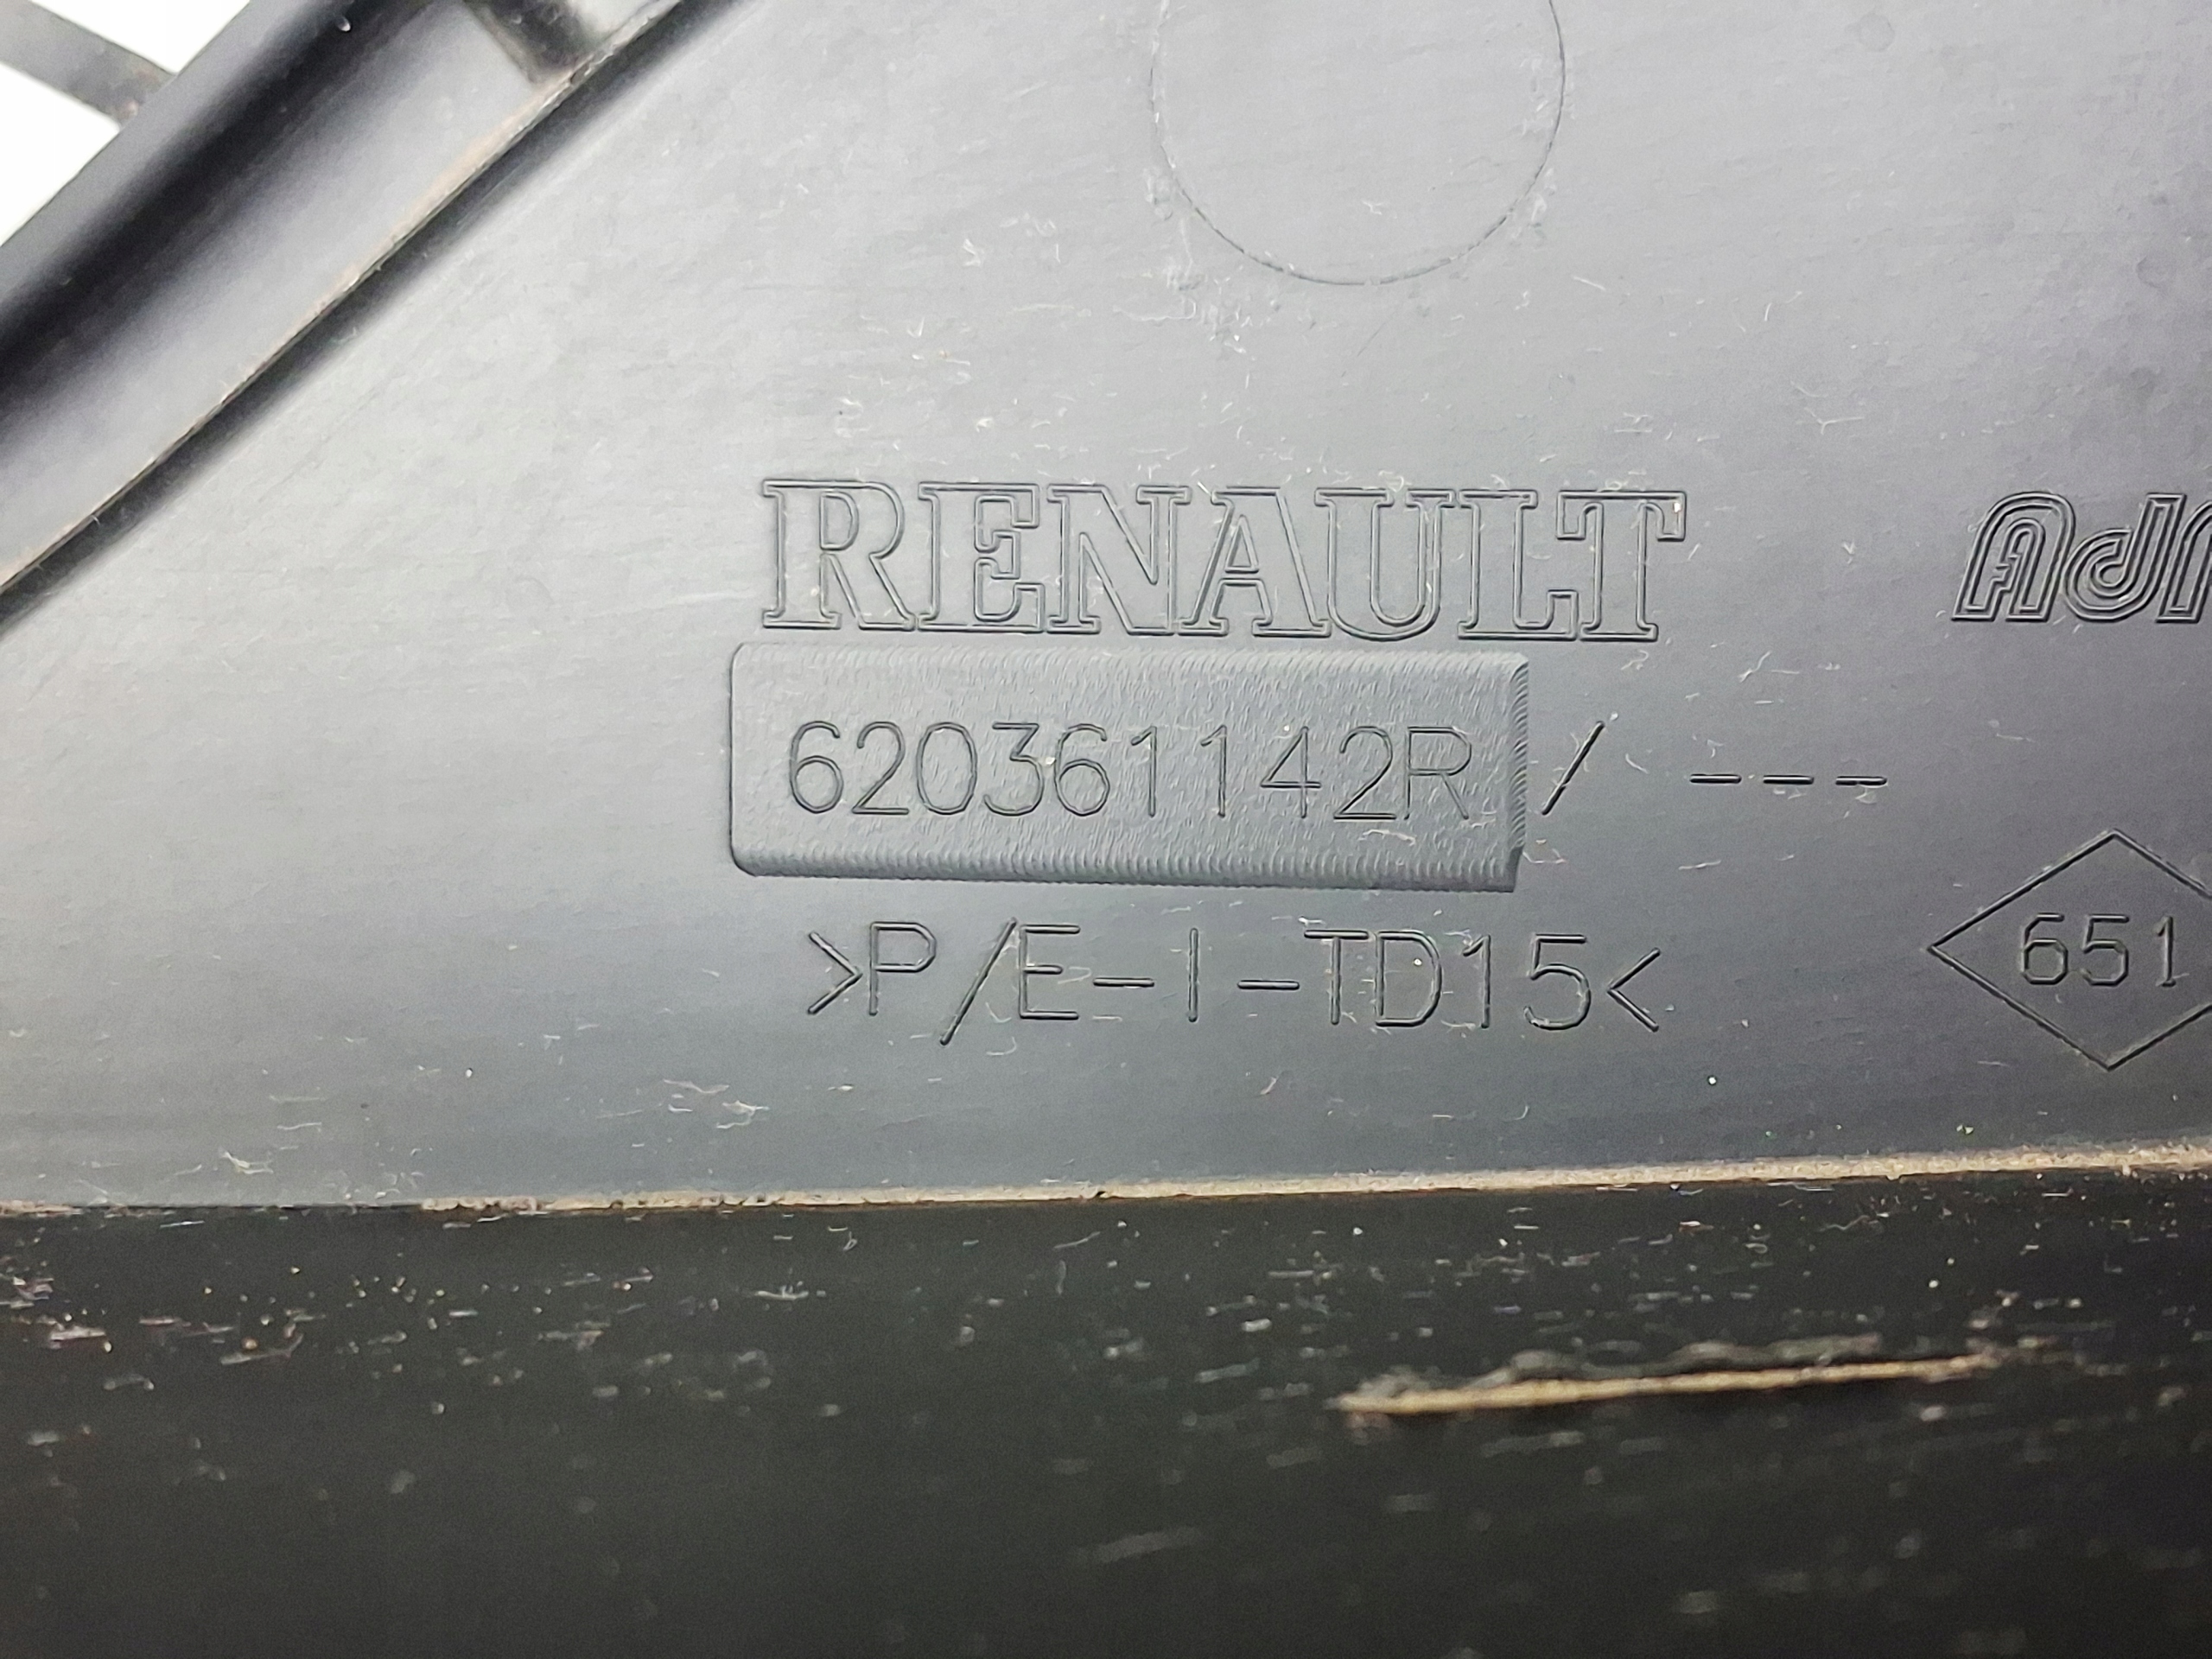 RENAULT
620361142R / ---
>P/E-I-TD15<
651